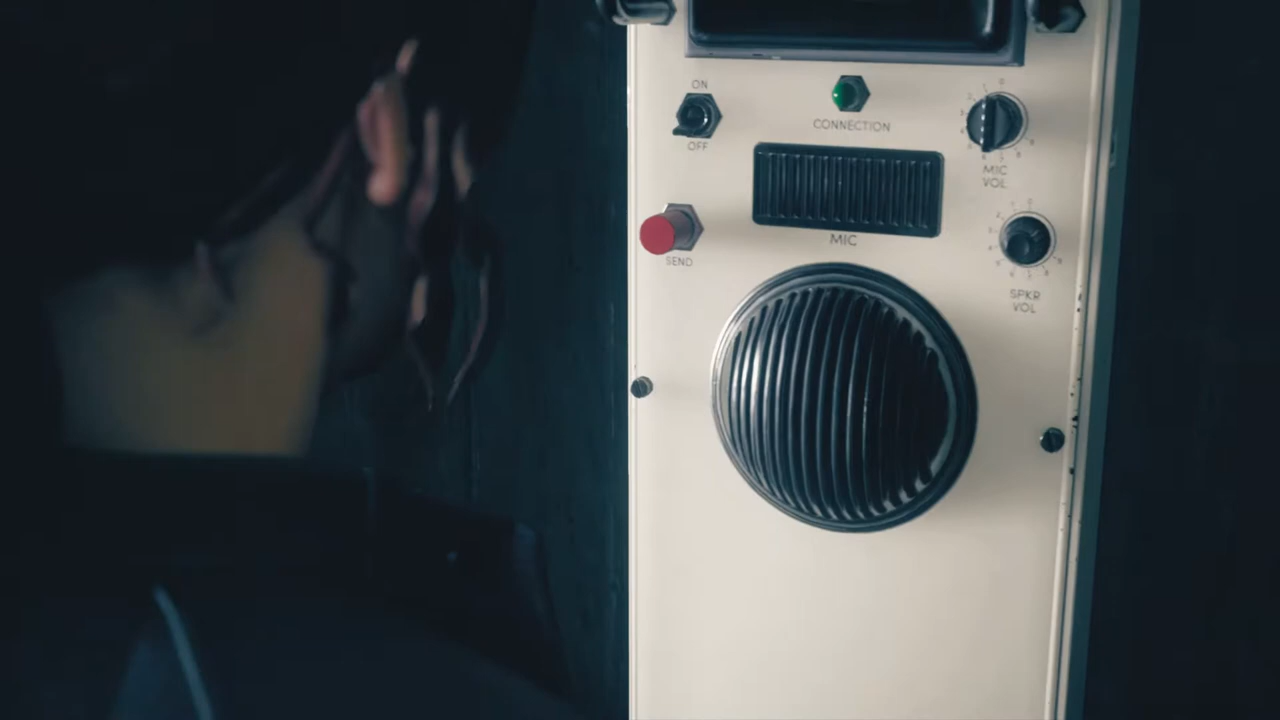 ON
OFF
CONNECTION
MIC
VOL
SEND
MIC
SPKR
VOL